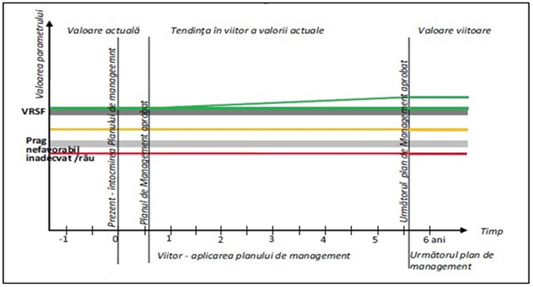 Valoare actuală
Tendința în viitor a valorii actuale
Valoare viitoare
Valoarea parametrului
VRSF
Prag
nefavorabil
inadecvat /rău
Prezent - întocmirea Planului de manageemnt
Planul de Management aprobat
Următorul plan de Management aprobat
-1
0
1
2
3
4
5
6 ani
Timp
Viitor - aplicarea planului de management
Următorul plan de
management